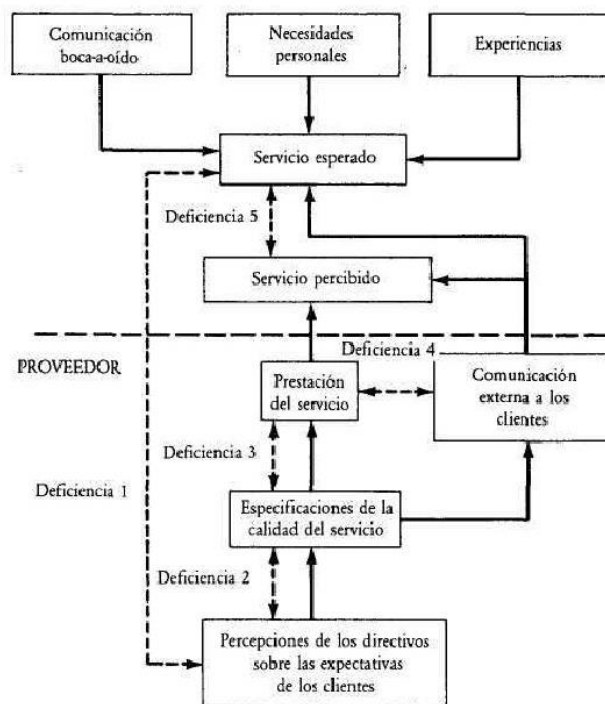 Comunicación
boca-a-oído
Necesidades
personales
Experiencias
Servicio esperado
Deficiencia 5
Servicio percibido
Deficiencia 4
PROVEEDOR
Prestación
del servicio
Comunicación
externa a los
clientes
Deficiencia 3
Deficiencia 1
Especificaciones de la
calidad del servicio
Deficiencia 2
Percepciones de los directivos
sobre las expectativas
de los clientes